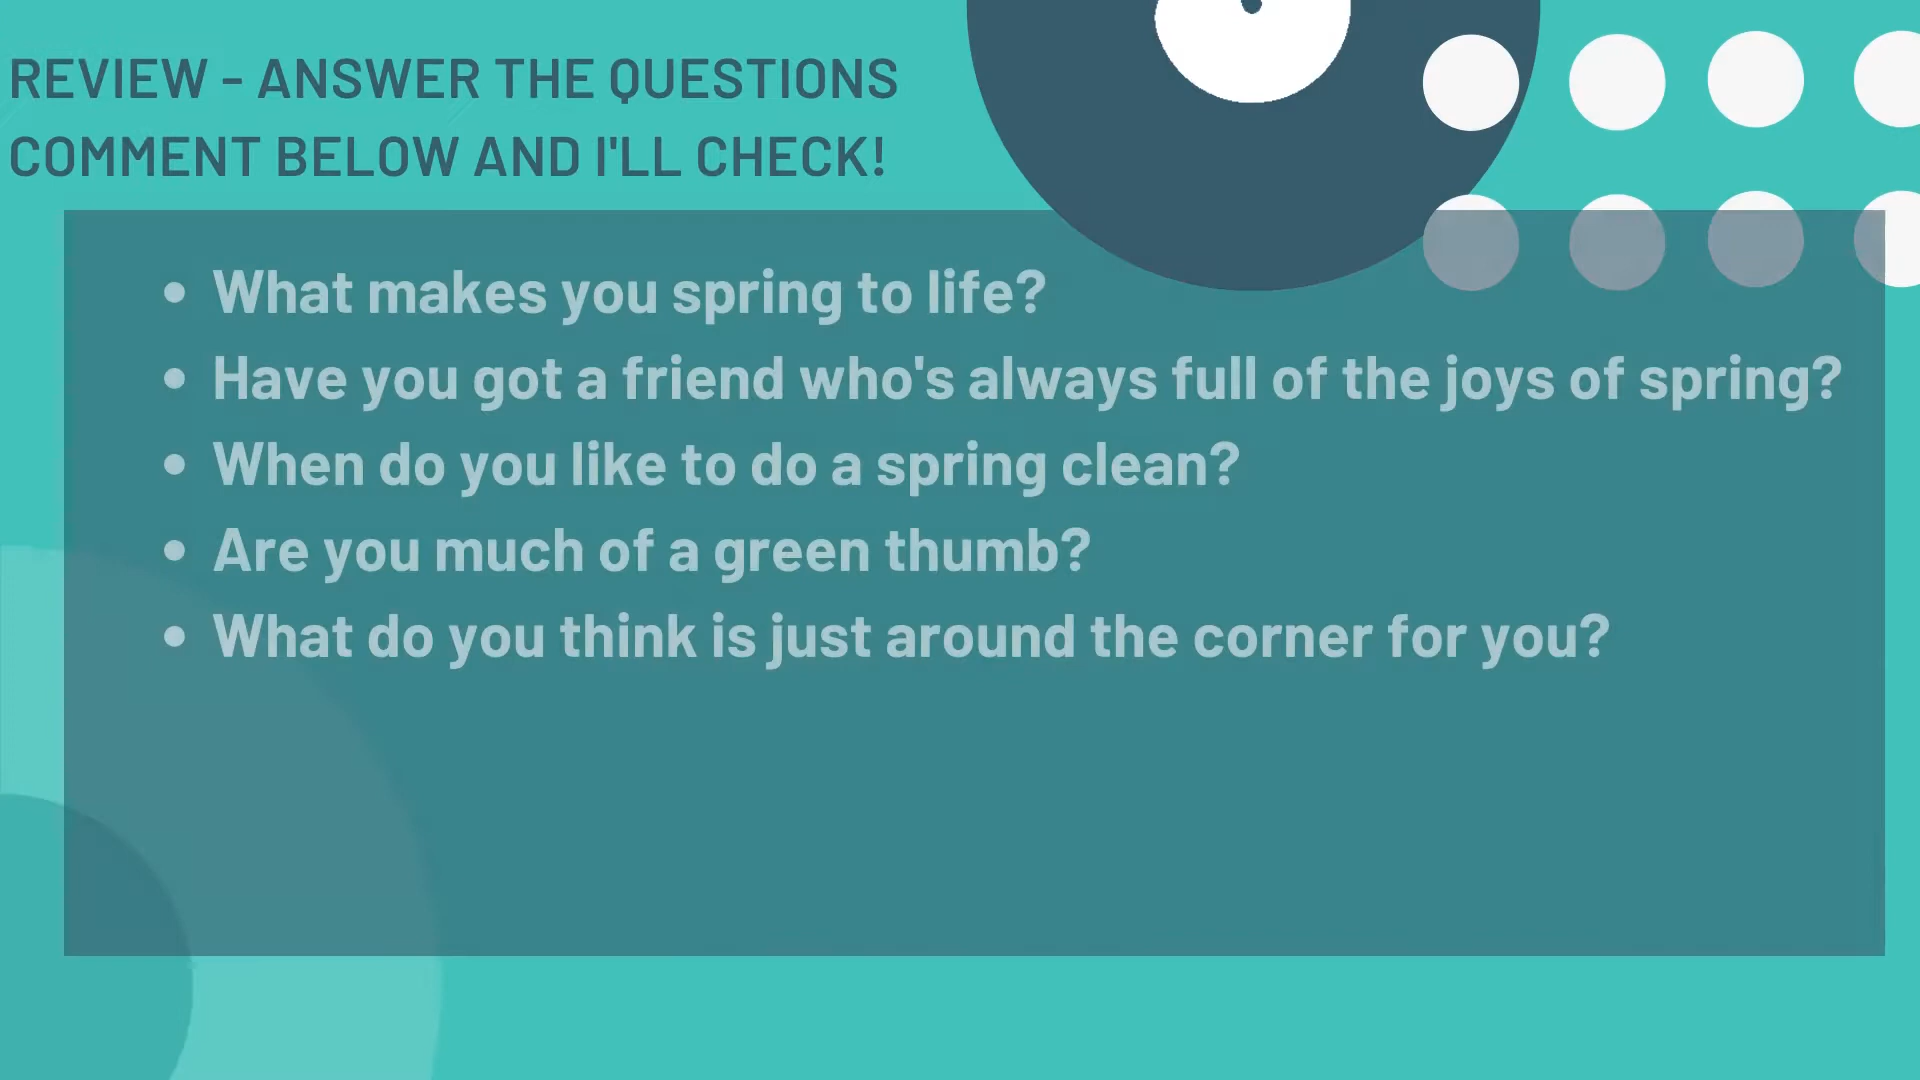 REVIEW - ANSWER THE QUESTIONS
COMMENT BELOW AND I'LL CHECK!
• What makes you spring to life?
• Have you got a friend who's always full of the joys of spring?
• When do you like to do a spring clean?
• Are you much of a green thumb?
• What do you think is just around the corner for you?